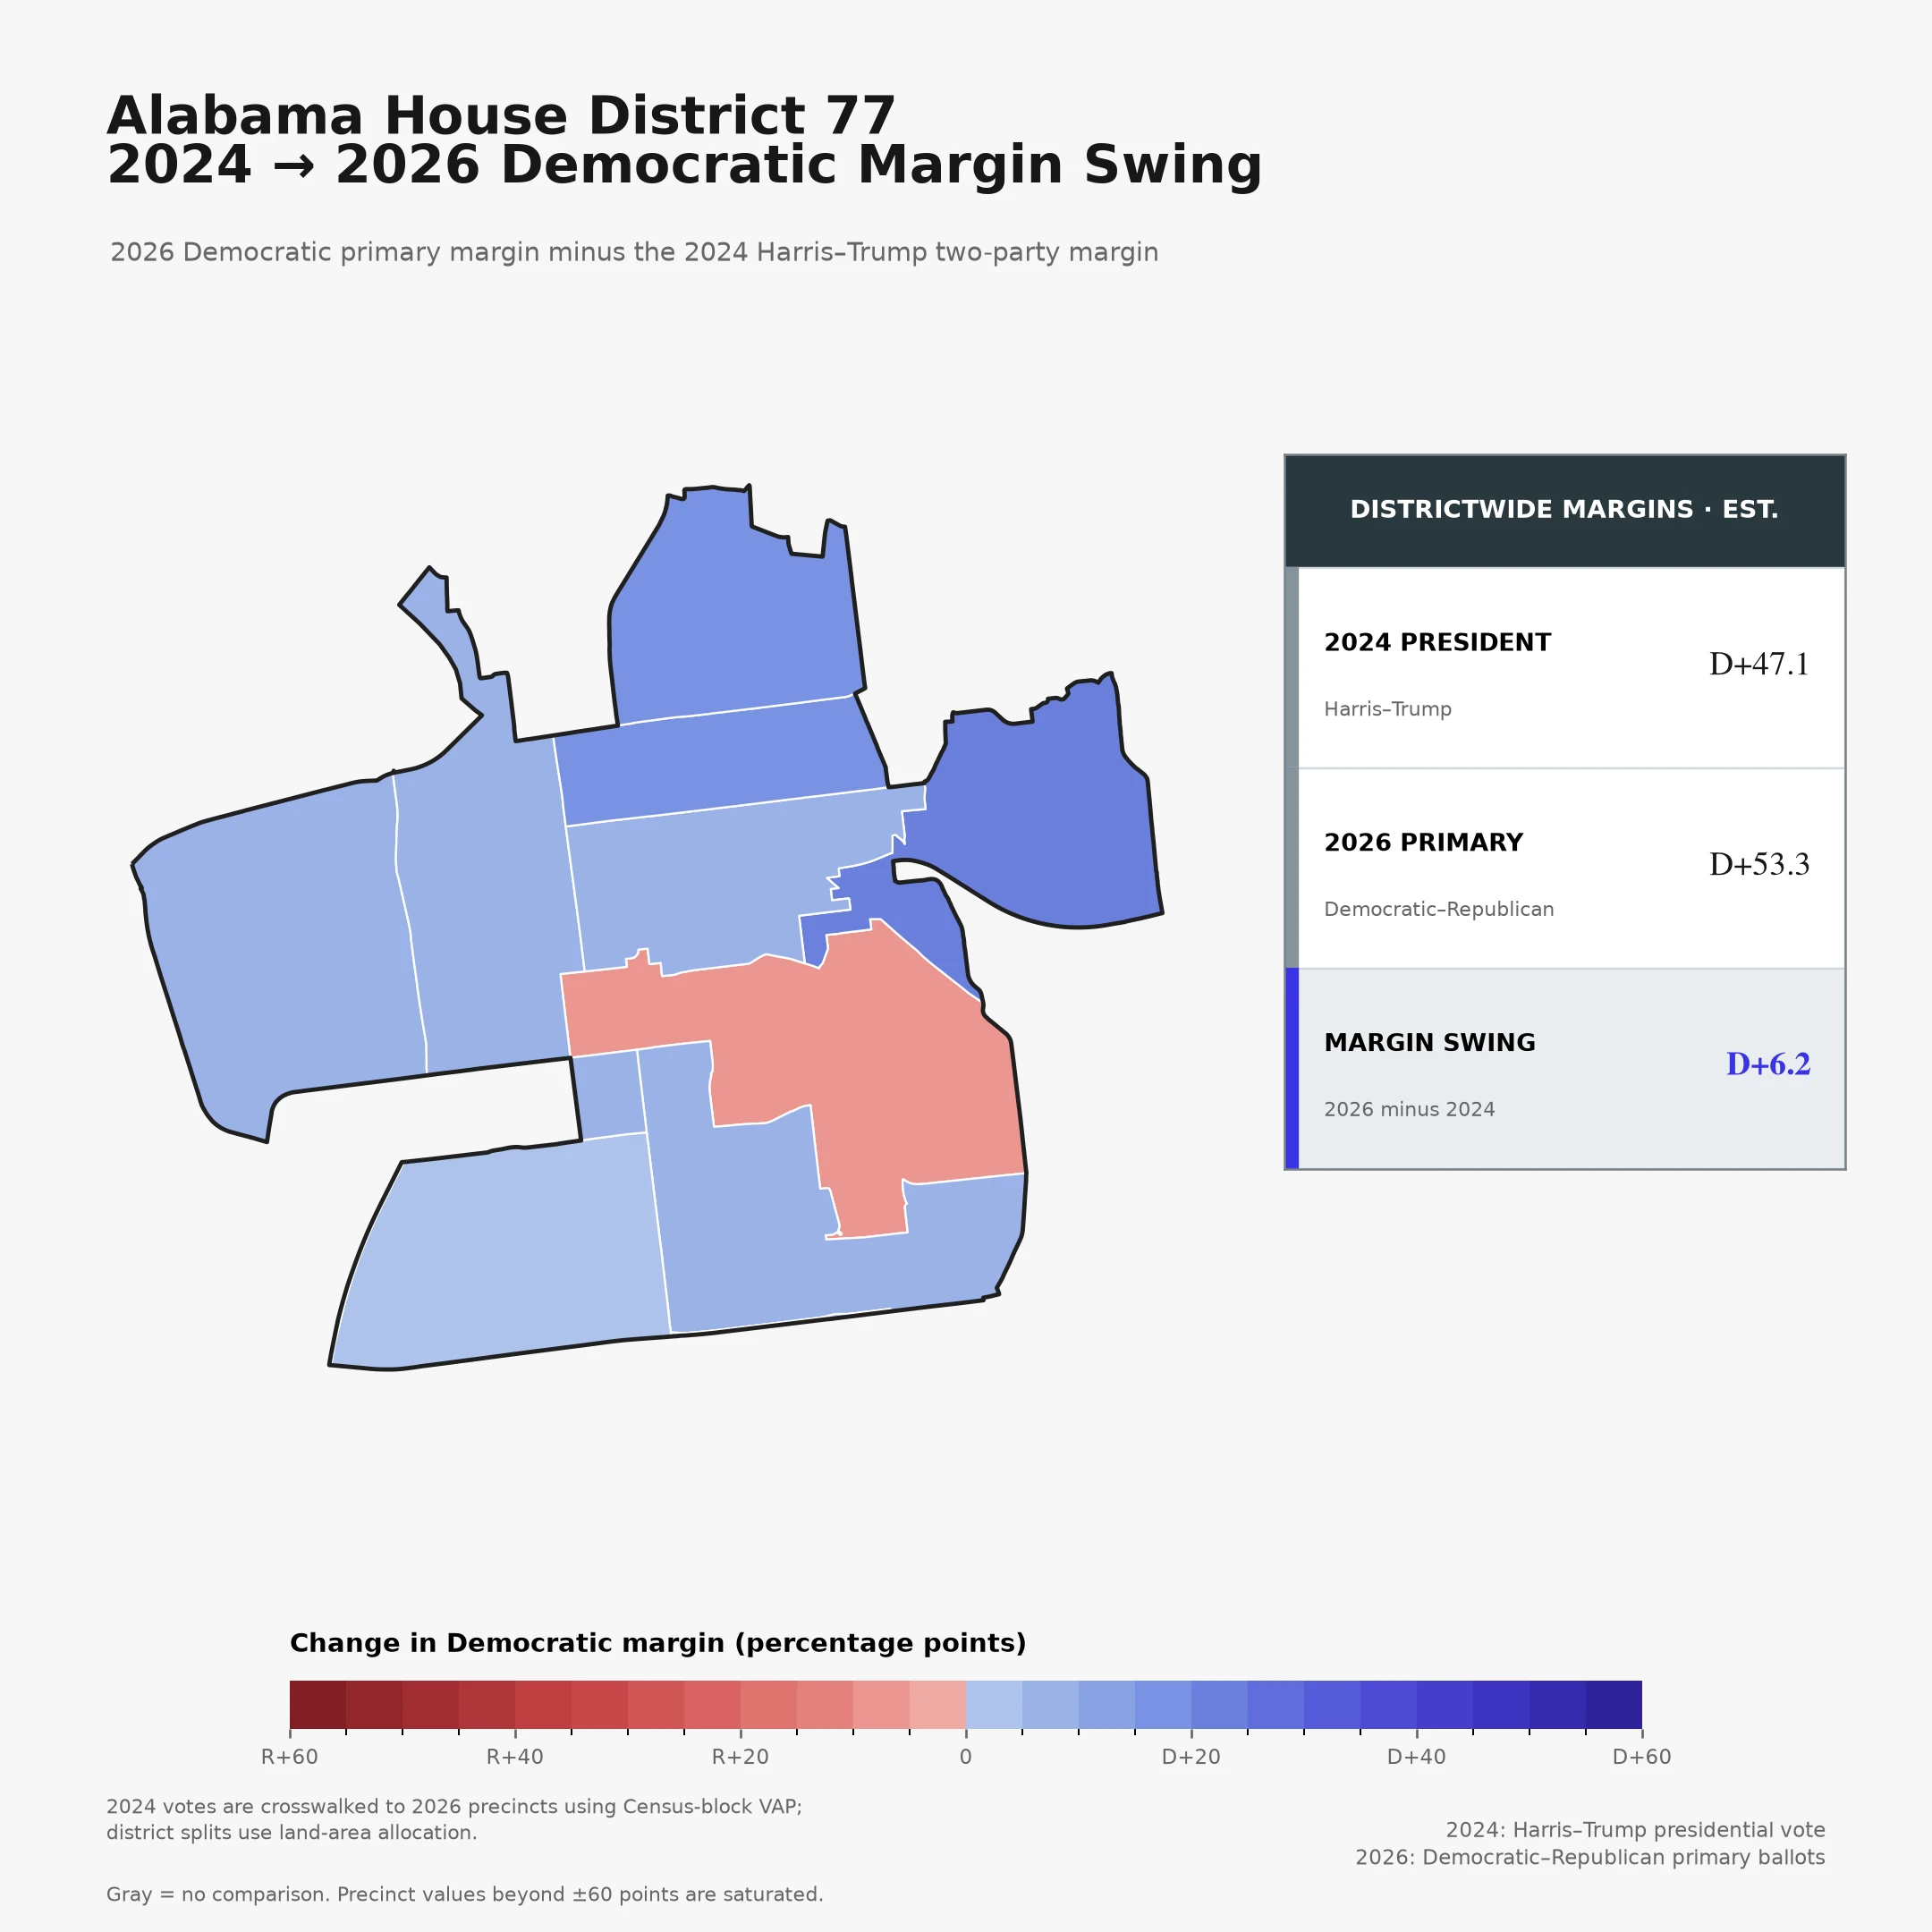 Alabama House District 77
2024 → 2026 Democratic Margin Swing
2026 Democratic primary margin minus the 2024 Harris–Trump two-party margin
DISTRICTWIDE MARGINS · EST.
2024 PRESIDENT
D+47.1
Harris–Trump
2026 PRIMARY
D+53.3
Democratic–Republican
MARGIN SWING
D+6.2
2026 minus 2024
Change in Democratic margin (percentage points)
R+60 R+40 R+20 0 D+20 D+40 D+60
2024 votes are crosswalked to 2026 precincts using Census-block VAP;
district splits use land-area allocation.
Gray = no comparison. Precinct values beyond ±60 points are saturated.
2024: Harris–Trump presidential vote
2026: Democratic–Republican primary ballots